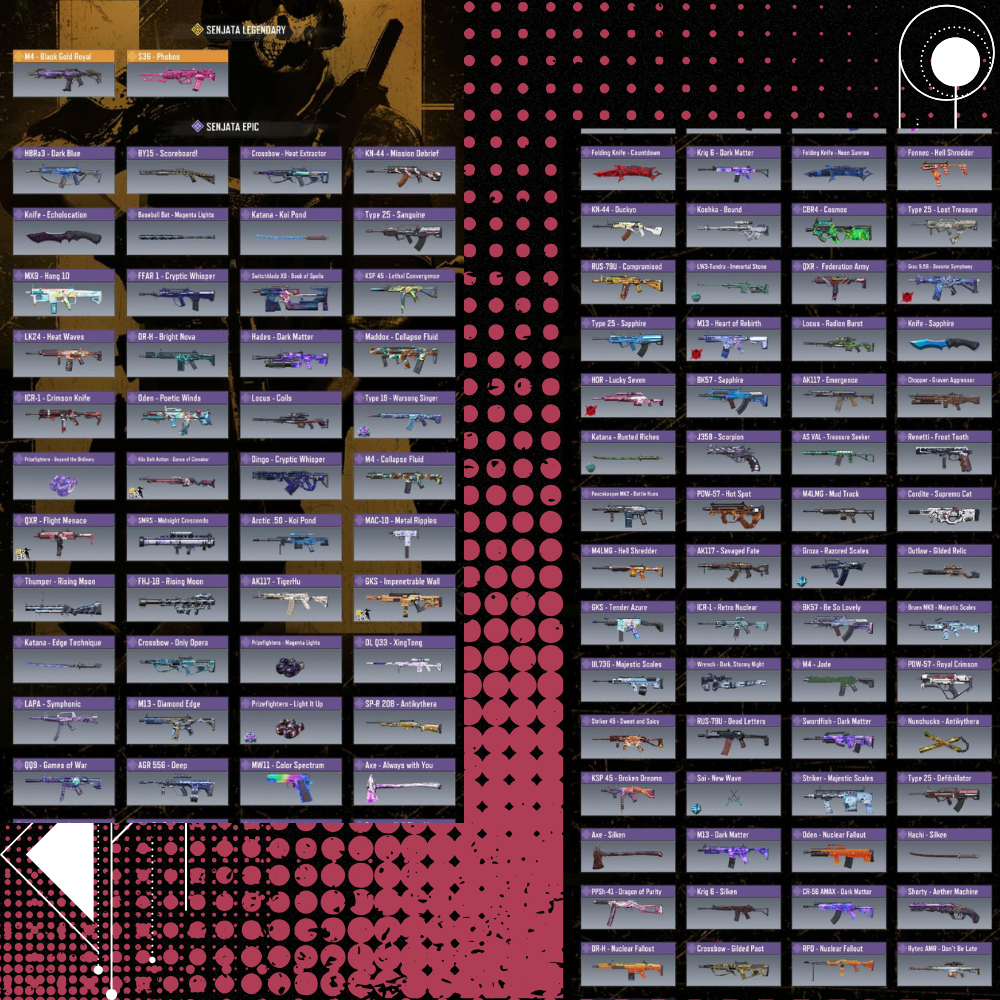 SENJATA LEGENDARY
M4 - Black Gold Royal
S36 - Phobos
SENJATA EPIC
HBRa3 - Dark Blue
BY15 - Scoreboard!
Crossbow - Heat Extractor
KN-44 - Mission Debrief
Knife - Echolocation
Baseball Bat - Magenta Lights
Katana - Koi Pond
Type 25 - Sanguine
MX9 - Hang 10
FFAR 1 - Cryptic Whisper
Switchblade X9 - Book of Spells
KSP 45 - Lethal Convergence
LK24 - Heat Waves
DR-H - Bright Nova
Hades - Dark Matter
Maddox - Collapse Fluid
ICR-1 - Crimson Knife
Oden - Poetic Winds
Locus - Coils
Type 19 - Warsong Singer
Prizefighters - Beyond the Ordinary
Kilo Bolt-Action - Dance of Cinnabar
Dingo - Cryptic Whisper
M4 - Collapse Fluid
QXR - Flight Menace
SMRS - Midnight Crescendo
Arctic .50 - Koi Pond
MAC-10 - Metal Ripples
Thumper - Rising Moon
FHJ-18 - Rising Moon
AK117 - TigerHu
GKS - Impenetrable Wall
Katana - Edge Technique
Crossbow - Only Opera
Prizefighters - Magenta Lights
DL Q33 - XingTong
LAPA - Symphonic
M13 - Diamond Edge
Prizefighters - Light It Up
SP-R 208 - Antikythera
QQ9 - Games of War
AGR 556 - Deep
MW11 - Color Spectrum
Axe - Always with You
Folding Knife - Countdown
Krig 6 - Dark Matter
Folding Knife - Neon Sunrise
Fennec - Hell Shredder
KN-44 - Duckyo
Koshka - Bound
CBR4 - Cosmos
Type 25 - Lost Treasure
RUS-79U - Compromised
LW3-Tundra - Immortal Stone
QXR - Federation Army
Grau 5.56 - Oceanic Symphony
Type 25 - Sapphire
M13 - Heart of Rebirth
Locus - Radion Burst
Knife - Sapphire
HDR - Lucky Seven
BK57 - Sapphire
AK117 - Emergence
Chopper - Graven Aggressor
Katana - Rusted Riches
J358 - Scorpion
AS VAL - Treasure Seeker
Renetti - Frost Tooth
Peacekeeper MK2 - Battle Hues
PDW-57 - Hot Spot
M4LMG - Mud Track
Cordite - Supreme Cat
M4LMG - Hell Shredder
AK117 - Savaged Fate
Groza - Razored Scales
Outlaw - Gilded Relic
GKS - Tender Azure
ICR-1 - Retro Nuclear
BK57 - Be So Lovely
Bruen MK9 - Majestic Scales
UL736 - Majestic Scales
Wrench - Dark, Stormy Night
M4 - Jade
PDW-57 - Royal Crimson
Striker 45 - Sweet and Spicy
RUS-79U - Dead Letters
Swordfish - Dark Matter
Nunchucks - Antikythera
KSP 45 - Broken Dreams
Sai - New Wave
Striker - Majestic Scales
Type 25 - Defibrillator
Axe - Silken
M13 - Dark Matter
Oden - Nuclear Fallout
Hachi - Silken
PPSh-41 - Dragon of Purity
Krig 6 - Silken
CR-56 AMAX - Dark Matter
Shorty - Aether Machine
DR-H - Nuclear Fallout
Crossbow - Gilded Past
RPD - Nuclear Fallout
Rytec AMR - Don't Be Late